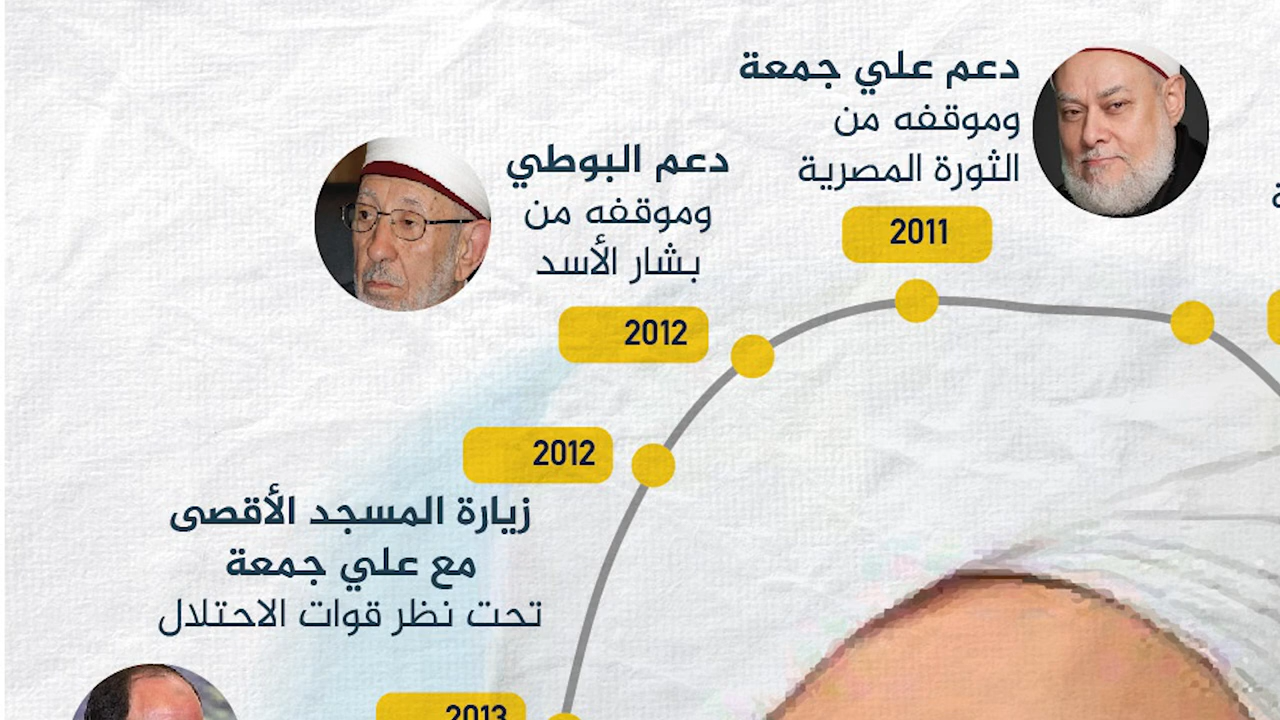 دعم علي جمعة
وموقفه من
الثورة المصرية
2011
دعم البوطي
وموقفه من
بشار الأسد
2012
2012
زيارة المسجد الأقصى
مع علي جمعة
تحت نظر قوات الاحتلال
2013